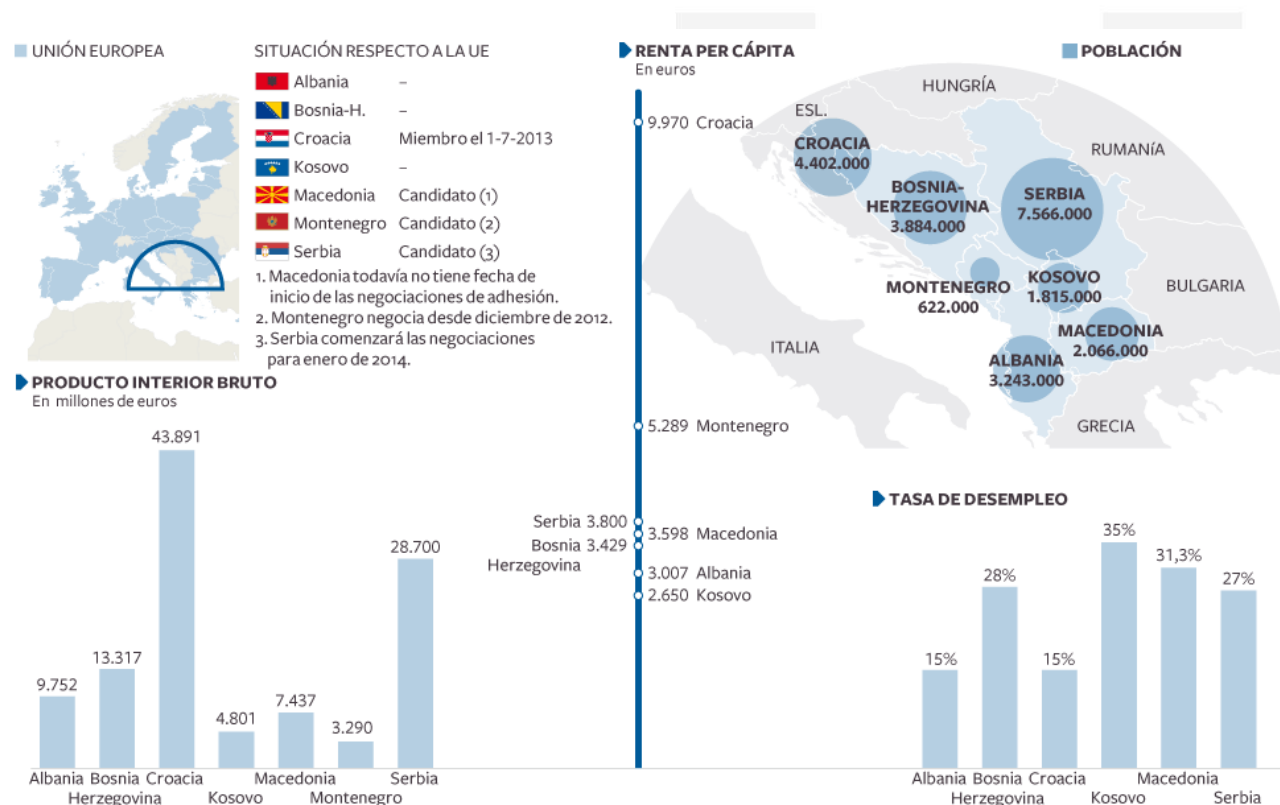 UNIÓN EUROPEA
SITUACIÓN RESPECTO A LA UE
Albania –
Bosnia-H. –
Croacia Miembro el 1-7-2013
Kosovo –
Macedonia Candidato (1)
Montenegro Candidato (2)
Serbia Candidato (3)
1. Macedonia todavía no tiene fecha de
inicio de las negociaciones de adhesión.
2. Montenegro negocia desde diciembre de 2012.
3. Serbia comenzará las negociaciones
para enero de 2014.
PRODUCTO INTERIOR BRUTO
En millones de euros
9.752
13.317
43.891
4.801
7.437
3.290
28.700
Albania Bosnia Croacia Macedonia Serbia
Herzegovina Kosovo Montenegro
RENTA PER CÁPITA
En euros
9.970 Croacia
5.289 Montenegro
Serbia 3.800
3.598 Macedonia
Bosnia 3.429
Herzegovina
3.007 Albania
2.650 Kosovo
POBLACIÓN
HUNGRÍA
ESL.
CROACIA
4.402.000
RUMANíA
BOSNIA-
HERZEGOVINA
3.884.000
SERBIA
7.566.000
MONTENEGRO
622.000
KOSOVO
1.815.000
BULGARIA
MACEDONIA
2.066.000
ITALIA
ALBANIA
3.243.000
GRECIA
TASA DE DESEMPLEO
15%
28%
15%
35%
31,3%
27%
Albania Bosnia Croacia Macedonia
Herzegovina Kosovo Serbia